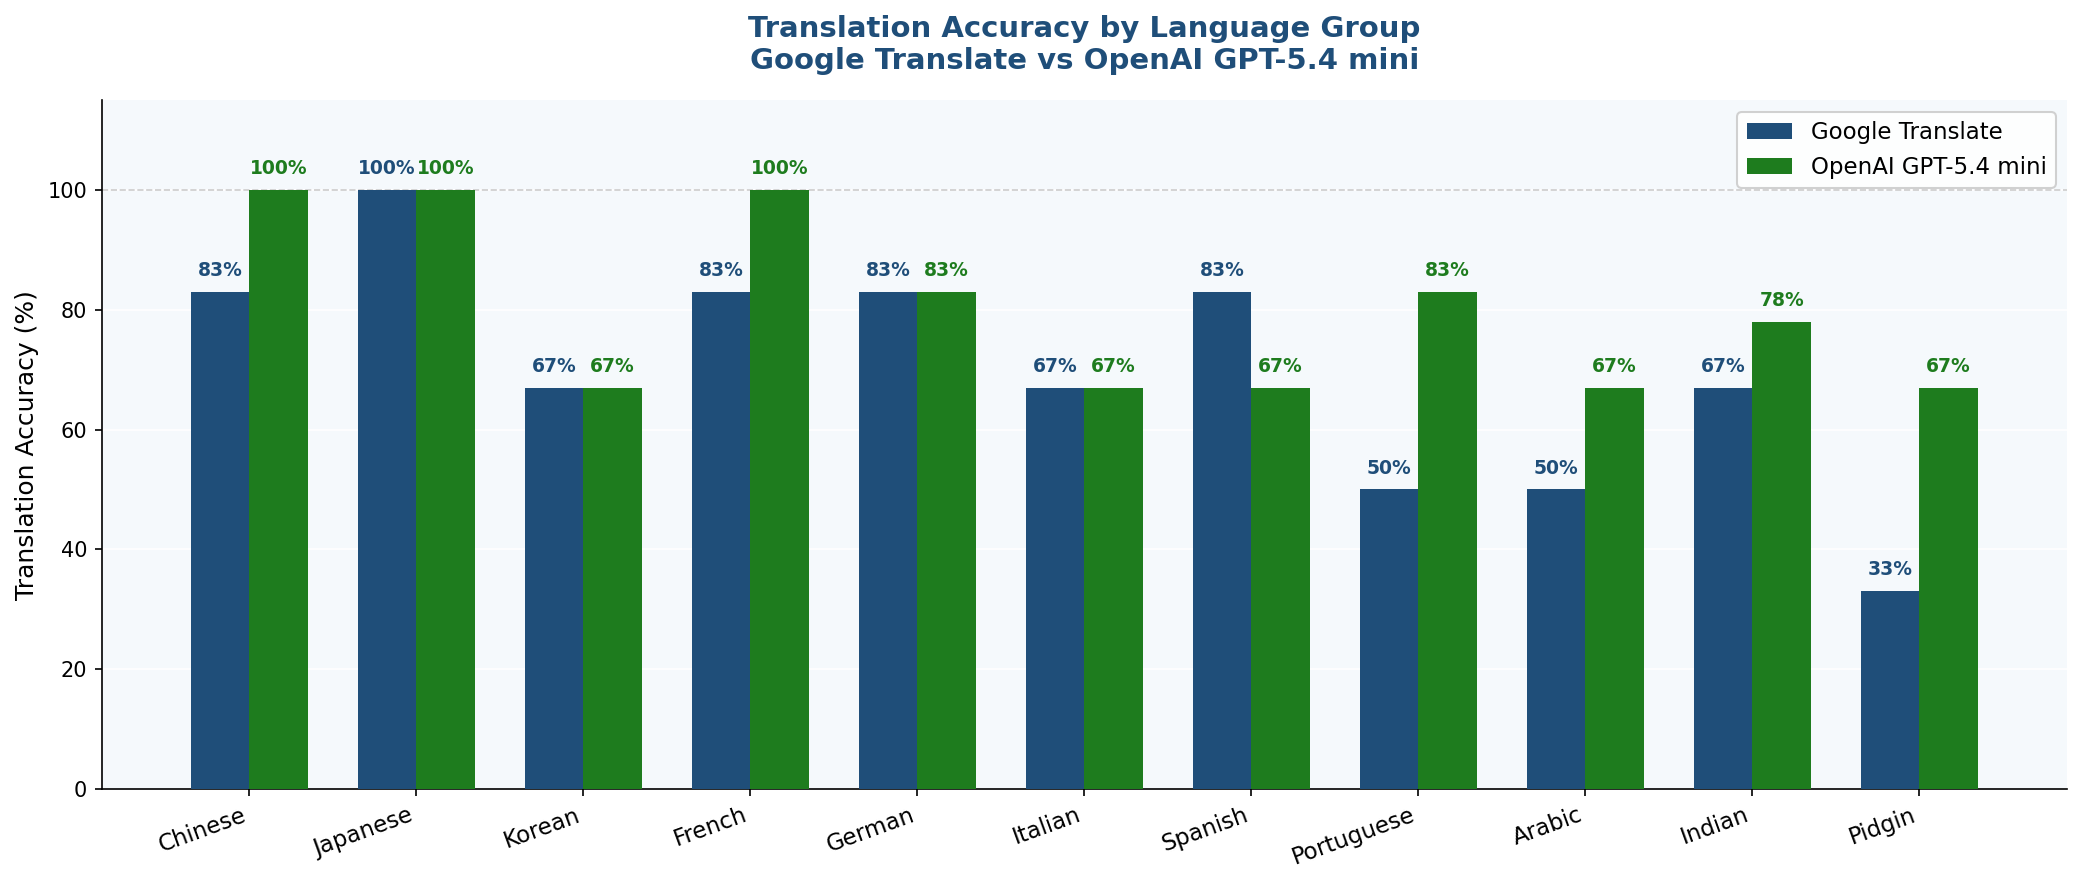 Translation Accuracy by Language Group
Google Translate vs OpenAI GPT-5.4 mini
Google Translate
OpenAI GPT-5.4 mini
Translation Accuracy (%)
100
80
60
40
20
0
83% 100%
100% 100%
67% 67%
83% 100%
83% 83%
67% 67%
83% 67%
50% 83%
50% 67%
67% 78%
33% 67%
Chinese
Japanese
Korean
French
German
Italian
Spanish
Portuguese
Arabic
Indian
Pidgin